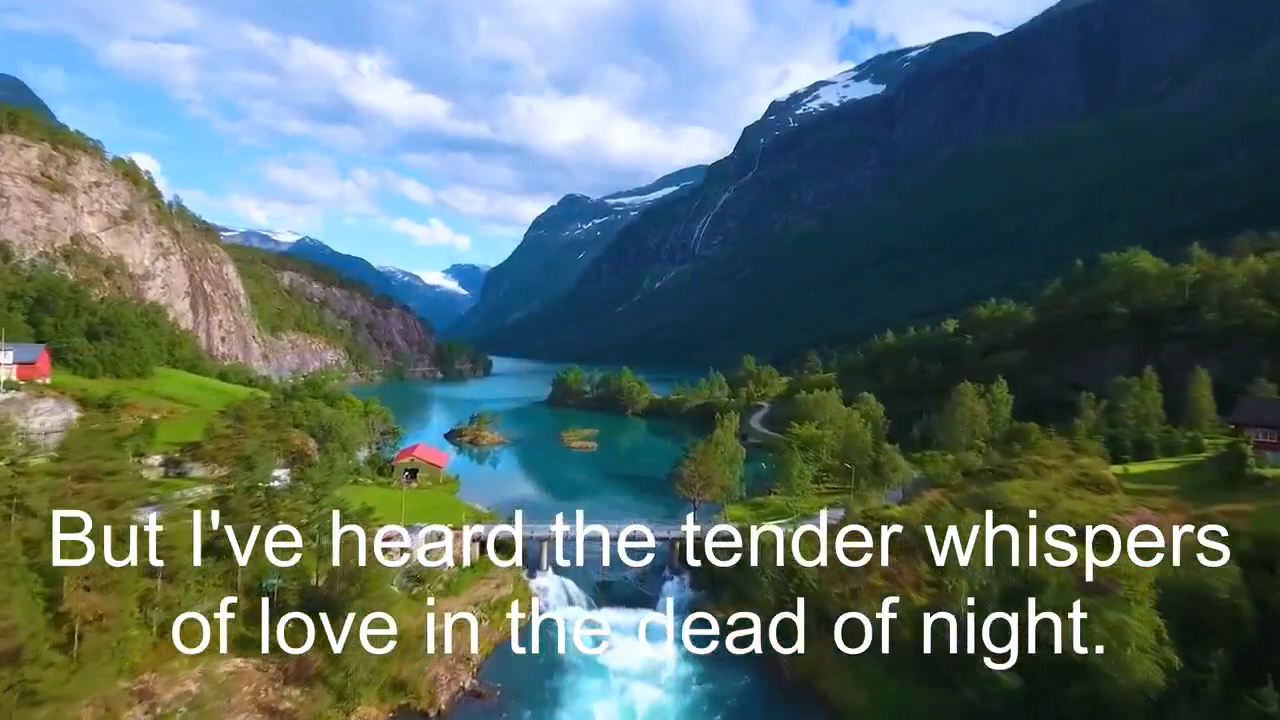 But I've heard the tender whispers
of love in the dead of night.